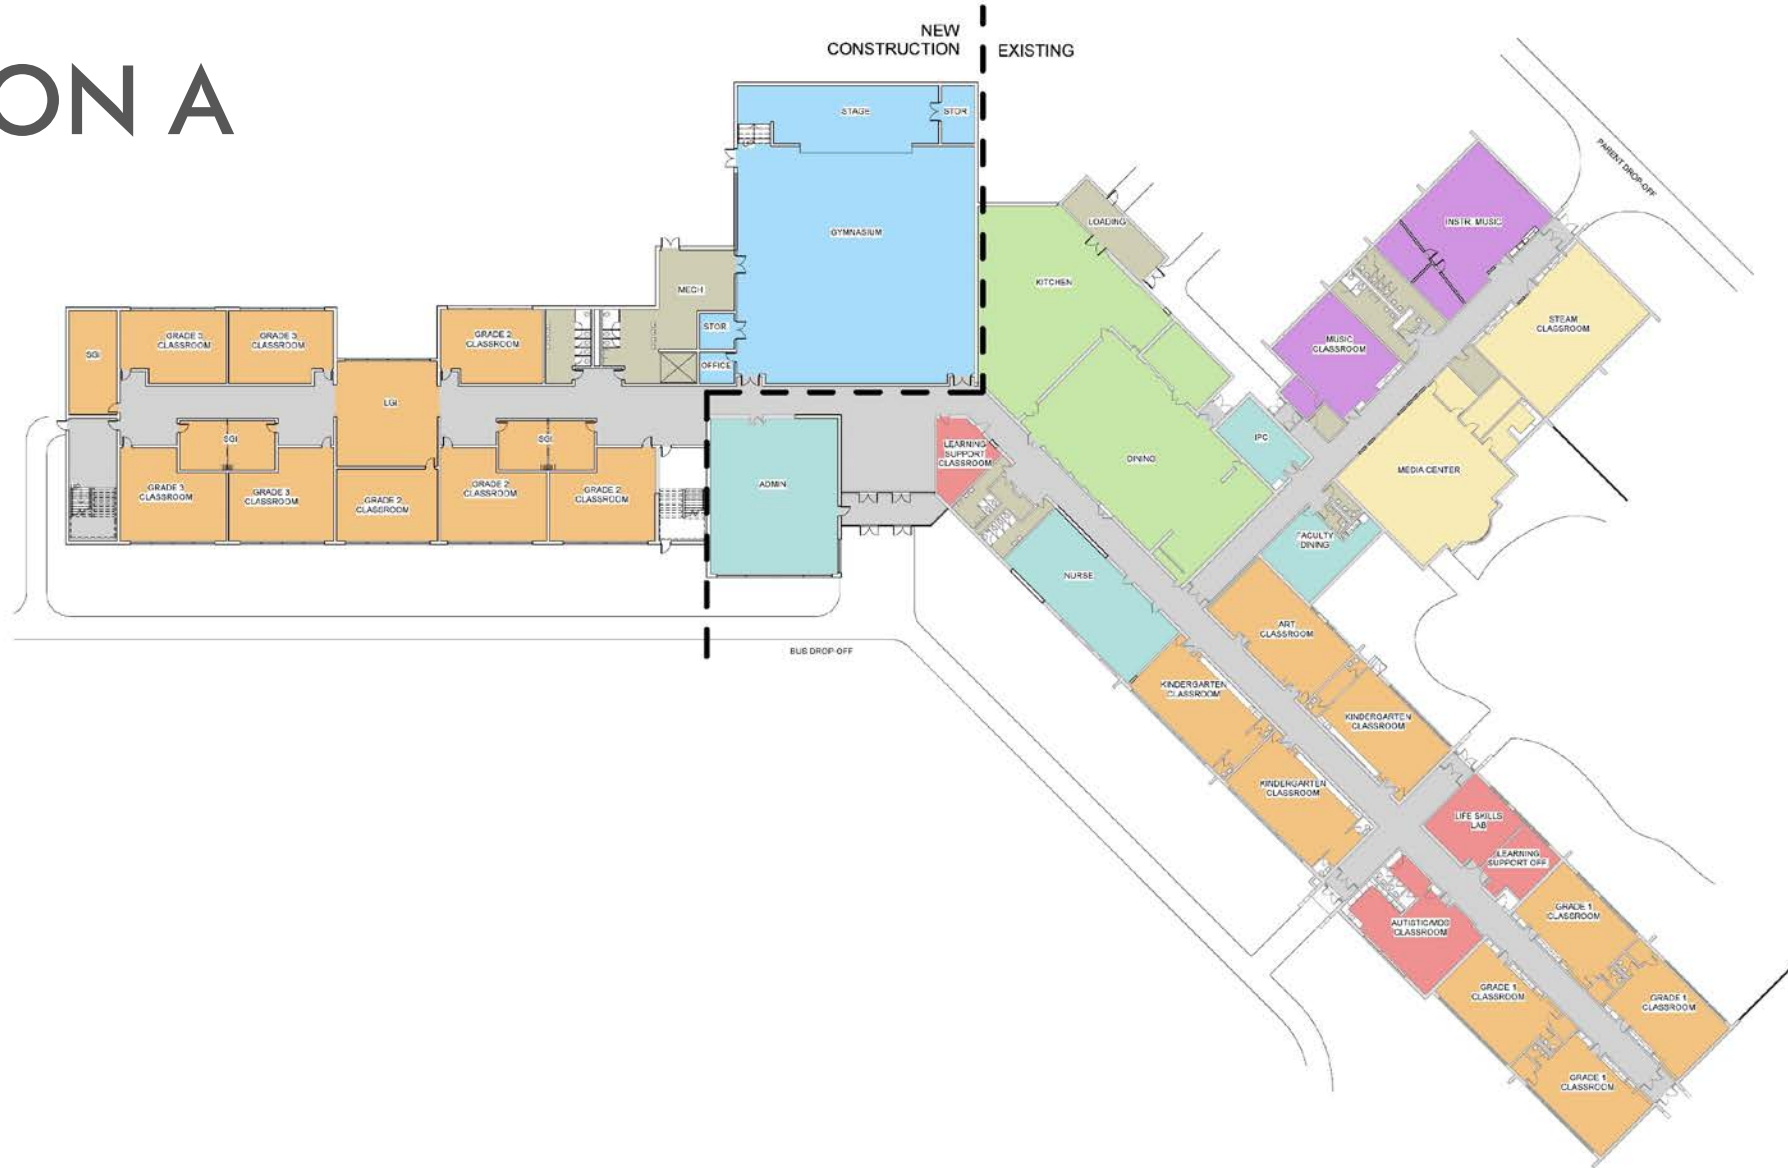 ON A
NEW
CONSTRUCTION
EXISTING
STAGE
STOR
PARENT DROP-OFF
LOADING
INSTR. MUSIC
GYMNASIUM
KITCHEN
MECH
STOR
OFFICE
STEAM
CLASSROOM
MUSIC
CLASSROOM
SGI
GRADE 3
CLASSROOM
GRADE 3
CLASSROOM
GRADE 2
CLASSROOM
LGI
SGI
SGI
LEARNING
SUPPORT
CLASSROOM
DINING
IPC
MEDIA CENTER
ADMIN
GRADE 3
CLASSROOM
GRADE 3
CLASSROOM
GRADE 2
CLASSROOM
GRADE 2
CLASSROOM
GRADE 2
CLASSROOM
FACULTY
DINING
NURSE
ART
CLASSROOM
BUS DROP-OFF
KINDERGARTEN
CLASSROOM
KINDERGARTEN
CLASSROOM
KINDERGARTEN
CLASSROOM
LIFE SKILLS
LAB
LEARNING
SUPPORT OFF
AUTISTIC/MDS
CLASSROOM
GRADE 1
CLASSROOM
GRADE 1
CLASSROOM
GRADE 1
CLASSROOM
GRADE 1
CLASSROOM